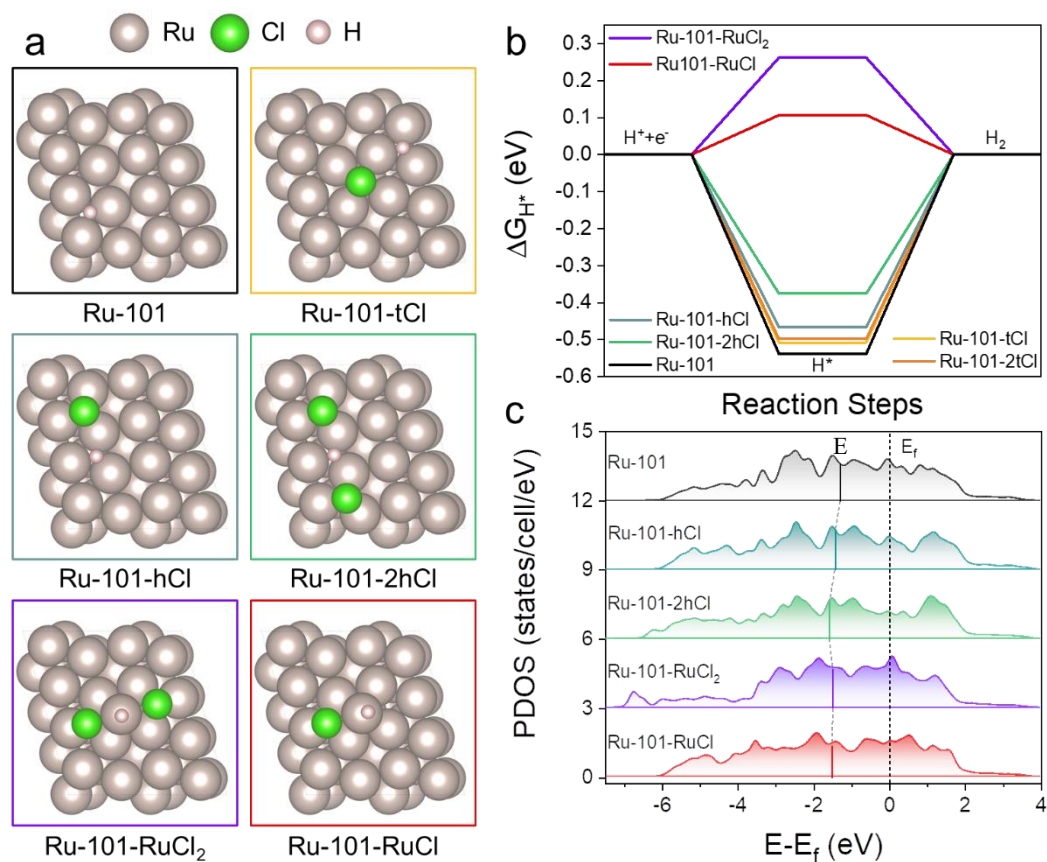 a
Ru Cl H
Ru-101
Ru-101-tCl
Ru-101-hCl
Ru-101-2hCl
Ru-101-RuCl₂
Ru-101-RuCl
b
ΔG_H* (eV)
0.3
0.2
0.1
0.0
-0.1
-0.2
-0.3
-0.4
-0.5
-0.6
Ru-101-RuCl₂
Ru101-RuCl
H⁺+e⁻
H₂
Ru-101-hCl
Ru-101-2hCl
Ru-101
H*
Ru-101-tCl
Ru-101-2tCl
Reaction Steps
c
PDOS (states/cell/eV)
15
12
9
6
3
0
Ru-101
E
E_f
Ru-101-hCl
Ru-101-2hCl
Ru-101-RuCl₂
Ru-101-RuCl
-6 -4 -2 0 2 4
E-E_f (eV)